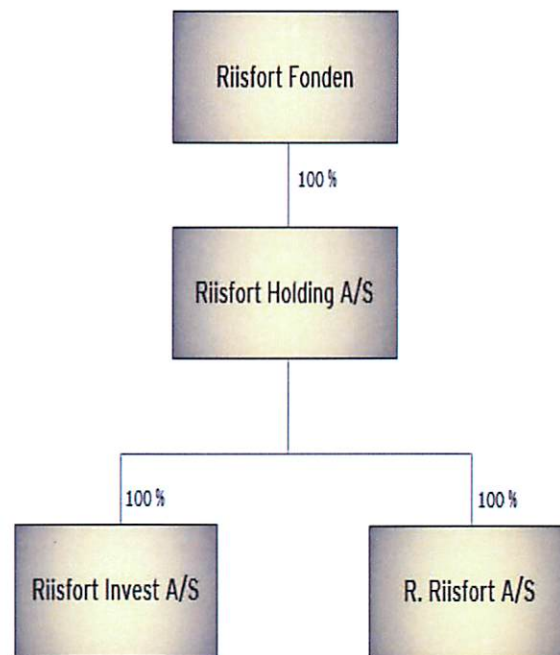 Riisfort Fonden
100 %
Riisfort Holding A/S
100 %
100 %
Riisfort Invest A/S
R. Riisfort A/S